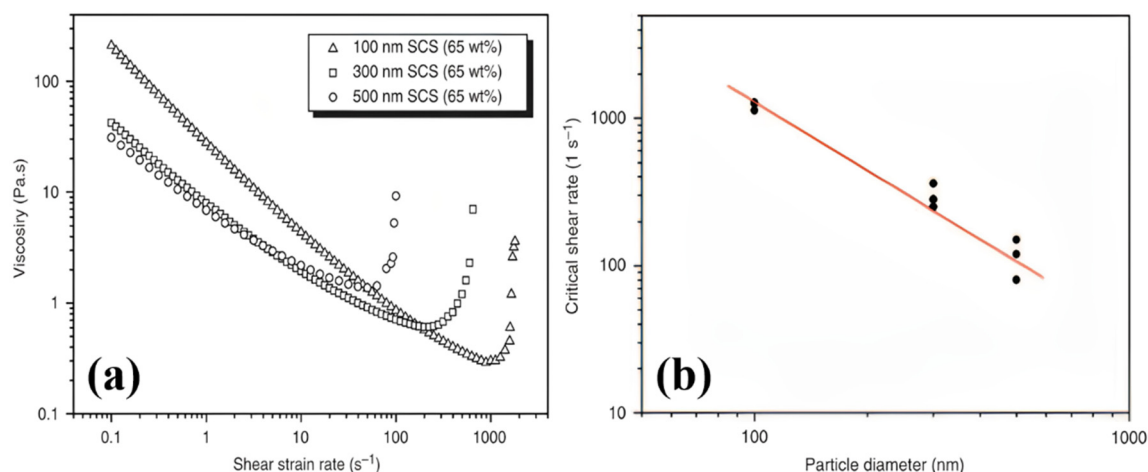 100 nm SCS (65 wt%)
300 nm SCS (65 wt%)
500 nm SCS (65 wt%)
Viscosiry (Pa.s)
100
10
1
0.1
(a)
0.1 1 10 100 1000
Shear strain rate (s⁻¹)
Critical shear rate (1 s⁻¹)
1000
100
10
(b)
100 1000
Particle diameter (nm)